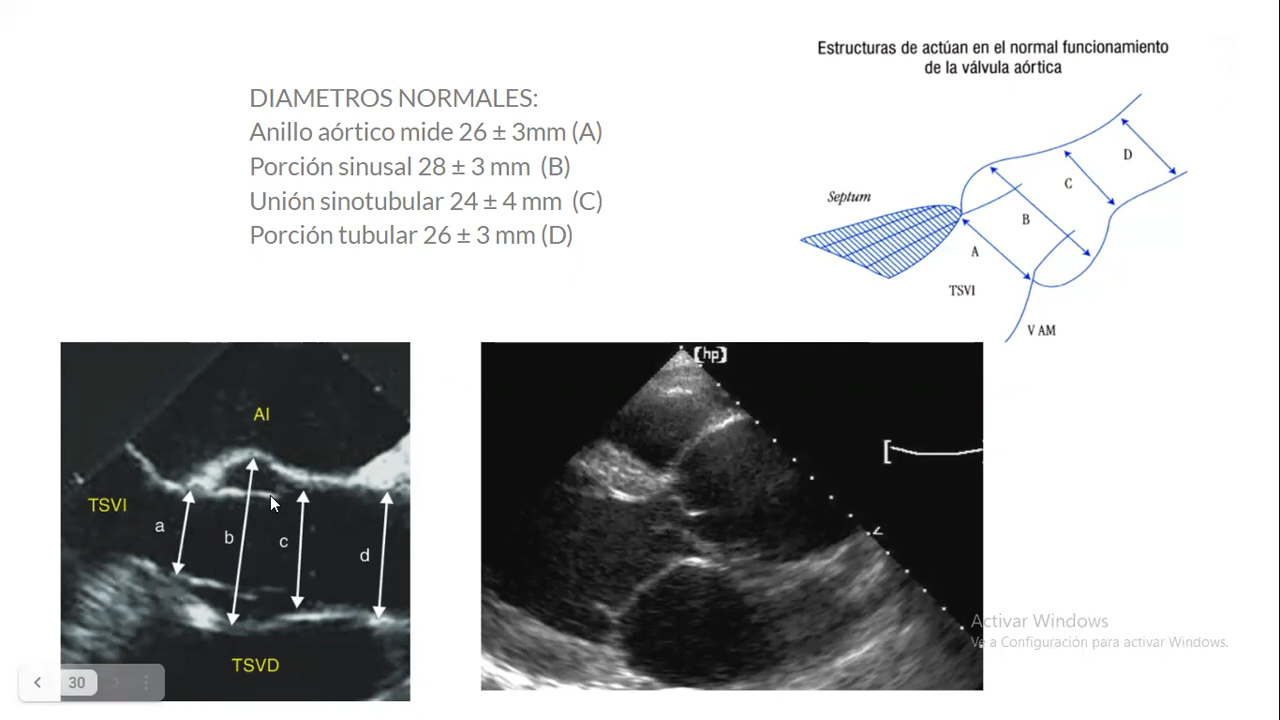 Estructuras de actúan en el normal funcionamiento
de la válvula aórtica
DIAMETROS NORMALES:
Anillo aórtico mide 26 ± 3mm (A)
Porción sinusal 28 ± 3 mm  (B)
Unión sinotubular 24 ± 4 mm  (C)
Porción tubular 26 ± 3 mm (D)
Septum
D
C
B
A
TSVI
V AM
AI
TSVI
a
b
c
d
TSVD
[hp]
Activar Windows
Ve a Configuración para activar Windows.
30